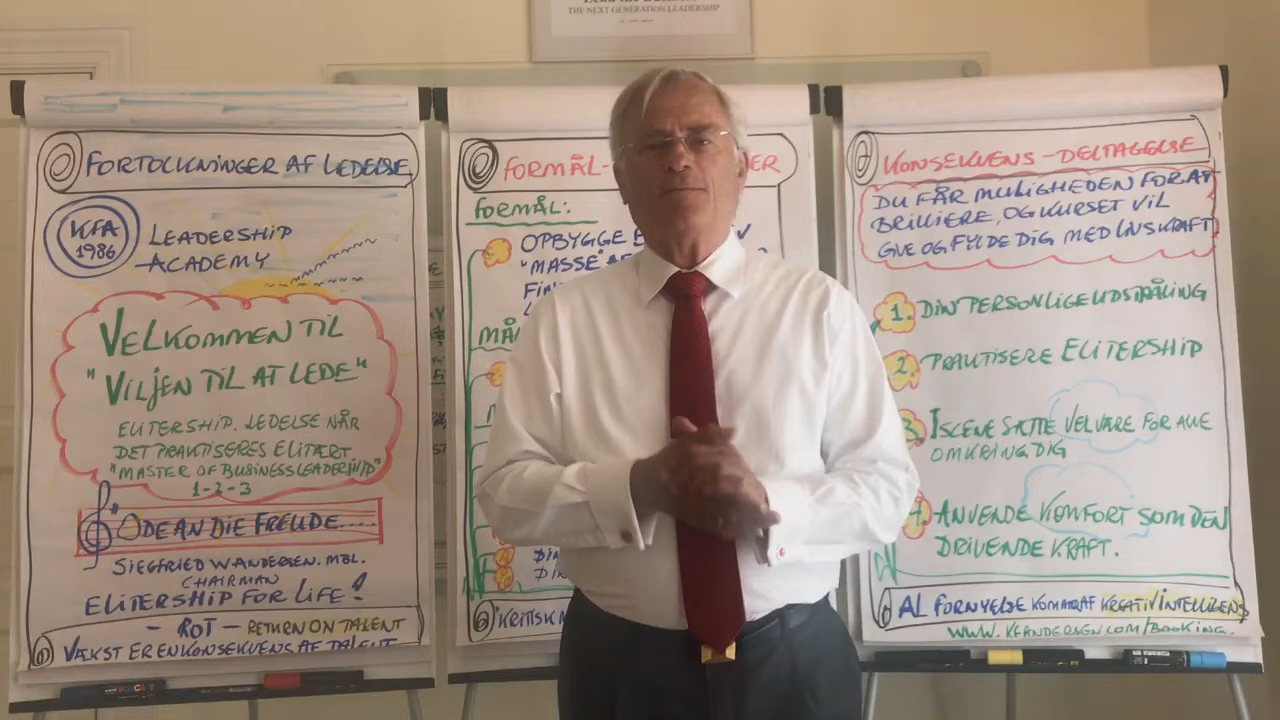 THE NEXT GENERATION LEADERSHIP
FORTOLKNINGER AF LEDELSE
KFA
1986
LEADERSHIP
ACADEMY
VELKOMMEN TIL
"VILJEN TIL AT LEDE"
ELITERSHIP. LEDELSE NÅR
DET PRAKTISERES ELITÆRT
"MASTER OF BUSINESS LEADERSHIP"
1-2-3
"ODE AN DIE FREUDE....
SIEGFRIED W ANDERSEN. MBL.
CHAIRMAN
ELITERSHIP FOR LIFE!
- ROT - RETURN ON TALENT
VÆKST ER EN KONSEKVENS AF TALENT
FORMÅL-
FORMÅL:
OPBYGGE
"MASSE" AF
MÅL
"KRITISK
KONSEKVENS - DELTAGELSE
DU FÅR MULIGHEDEN FOR AT
BRILLIERE, OG KURSET VIL
GIVE OG FYLDE DIG MED LIVSKRAFT
1. DIN PERSONLIGE UDSTRÅLING
2. PRAKTISERE ELITERSHIP
3 ISCENESATTE VELVÆRE FOR ALLE
OMKRING DIG
4 ANVENDE KOMFORT SOM DEN
DRIVENDE KRAFT.
AL FORNYELSE KOM AF KREATIV INTELLIGENS
WWW.KFANDERSEN.COM/BOOKING.